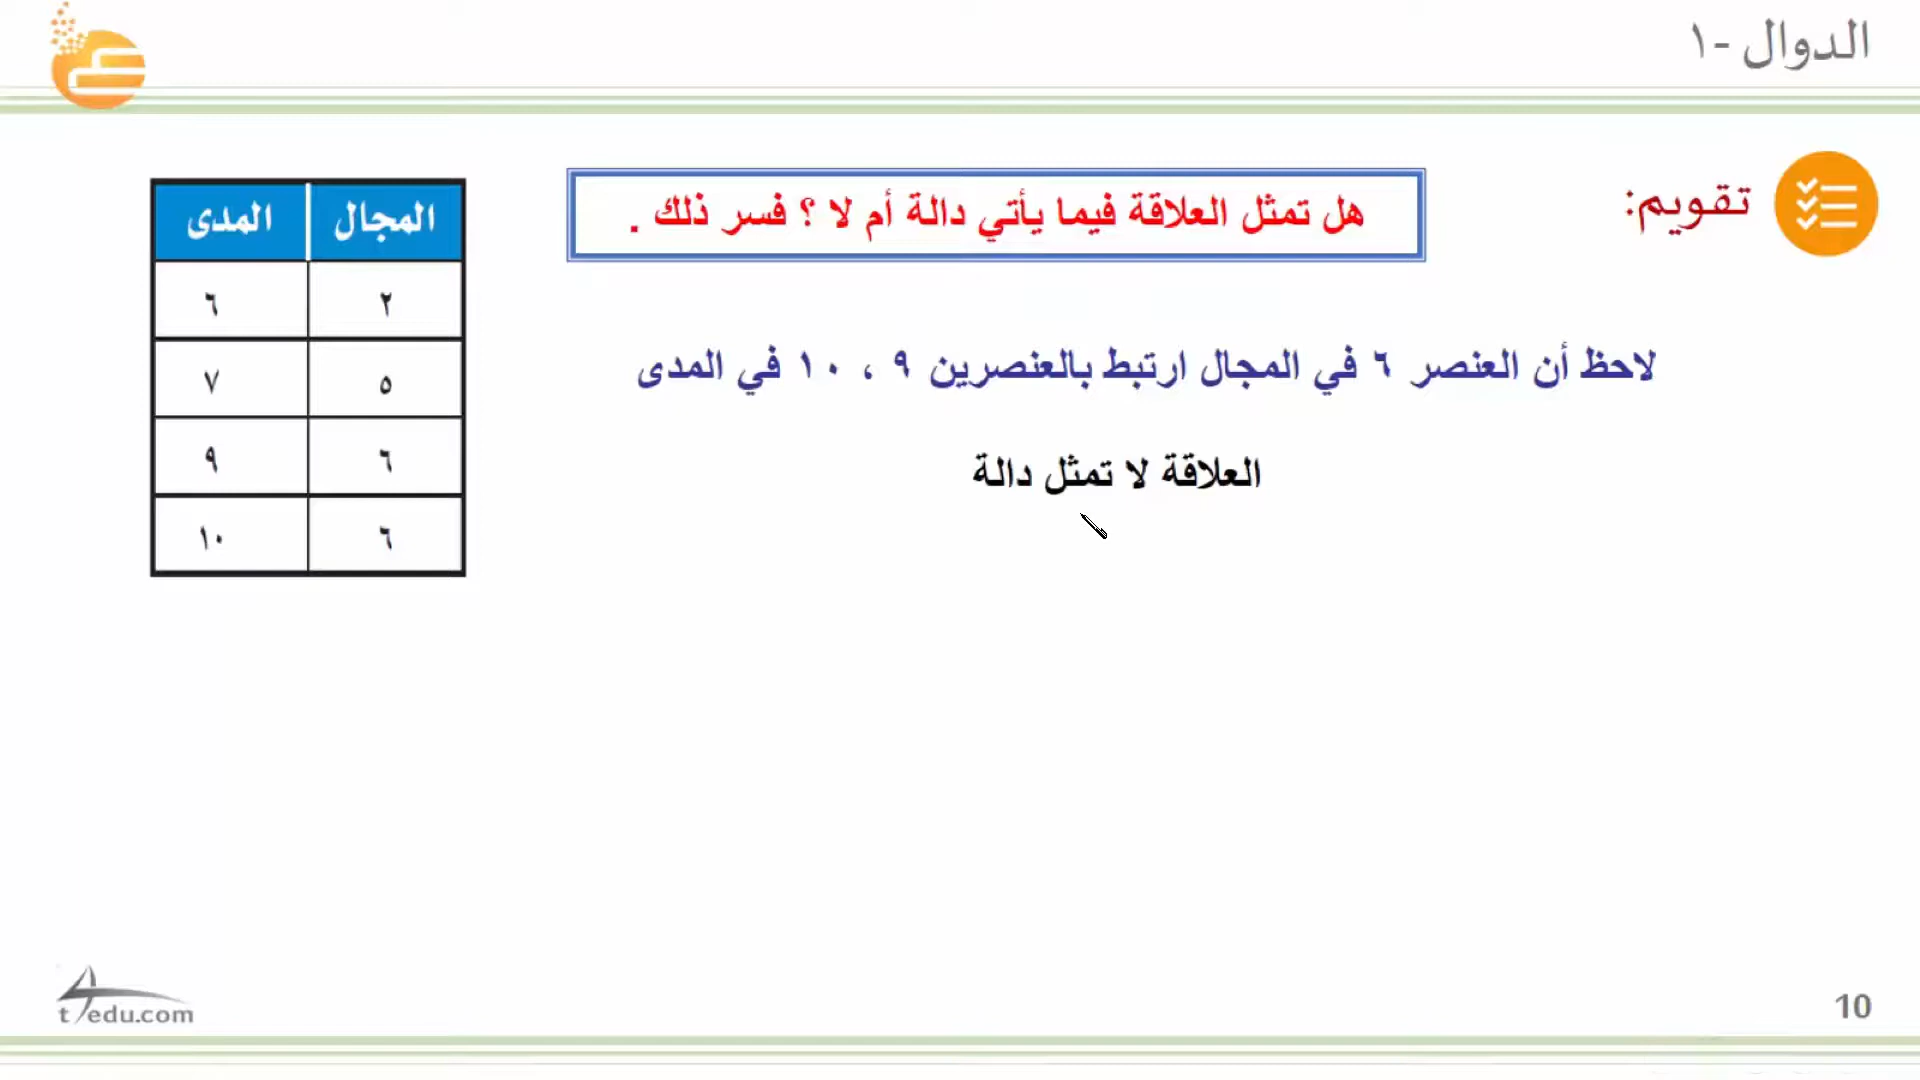 الدوال -١
تقويم:
هل تمثل العلاقة فيما يأتي دالة أم لا ؟ فسر ذلك .
المجال المدى
٢ ٦
٥ ٧
٦ ٩
٦ ١٠
لاحظ أن العنصر ٦ في المجال ارتبط بالعنصرين ٩ ، ١٠ في المدى
العلاقة لا تمثل دالة
t4edu.com
10